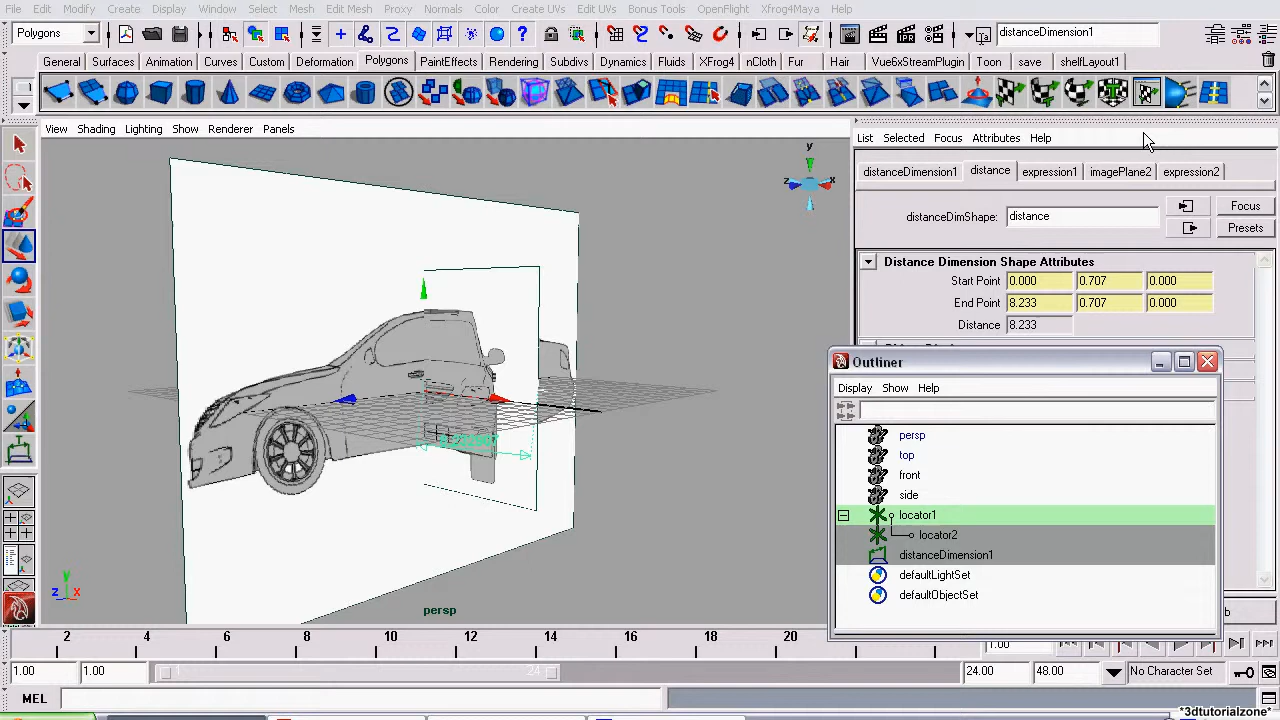 File Edit Modify Create Display Window Select Mesh Edit Mesh Proxy Normals Color Create UVs Edit UVs Bonus Tools OpenFlight Xfrog4Maya Help
Polygons distanceDimension1
General Surfaces Animation Curves Custom Deformation Polygons PaintEffects Rendering Subdivs Dynamics Fluids XFrog4 nCloth Fur Hair Vue6xStreamPlugin Toon save shelfLayout1
View Shading Lighting Show Renderer Panels
List Selected Focus Attributes Help
distanceDimension1 distance expression1 imagePlane2 expression2
distanceDimShape: distance Focus
Presets
Distance Dimension Shape Attributes
Start Point 0.000 0.707 0.000
End Point 8.233 0.707 0.000
Distance 8.233
Outliner
Display Show Help
persp
top
front
side
locator1
locator2
distanceDimension1
defaultLightSet
defaultObjectSet
y
z x
8.232907
y
z x
persp
2 4 6 8 10 12 14 16 18 20
1.00
1.00 1.00 1 24 24.00 48.00 No Character Set
MEL
*3dtutorialzone*